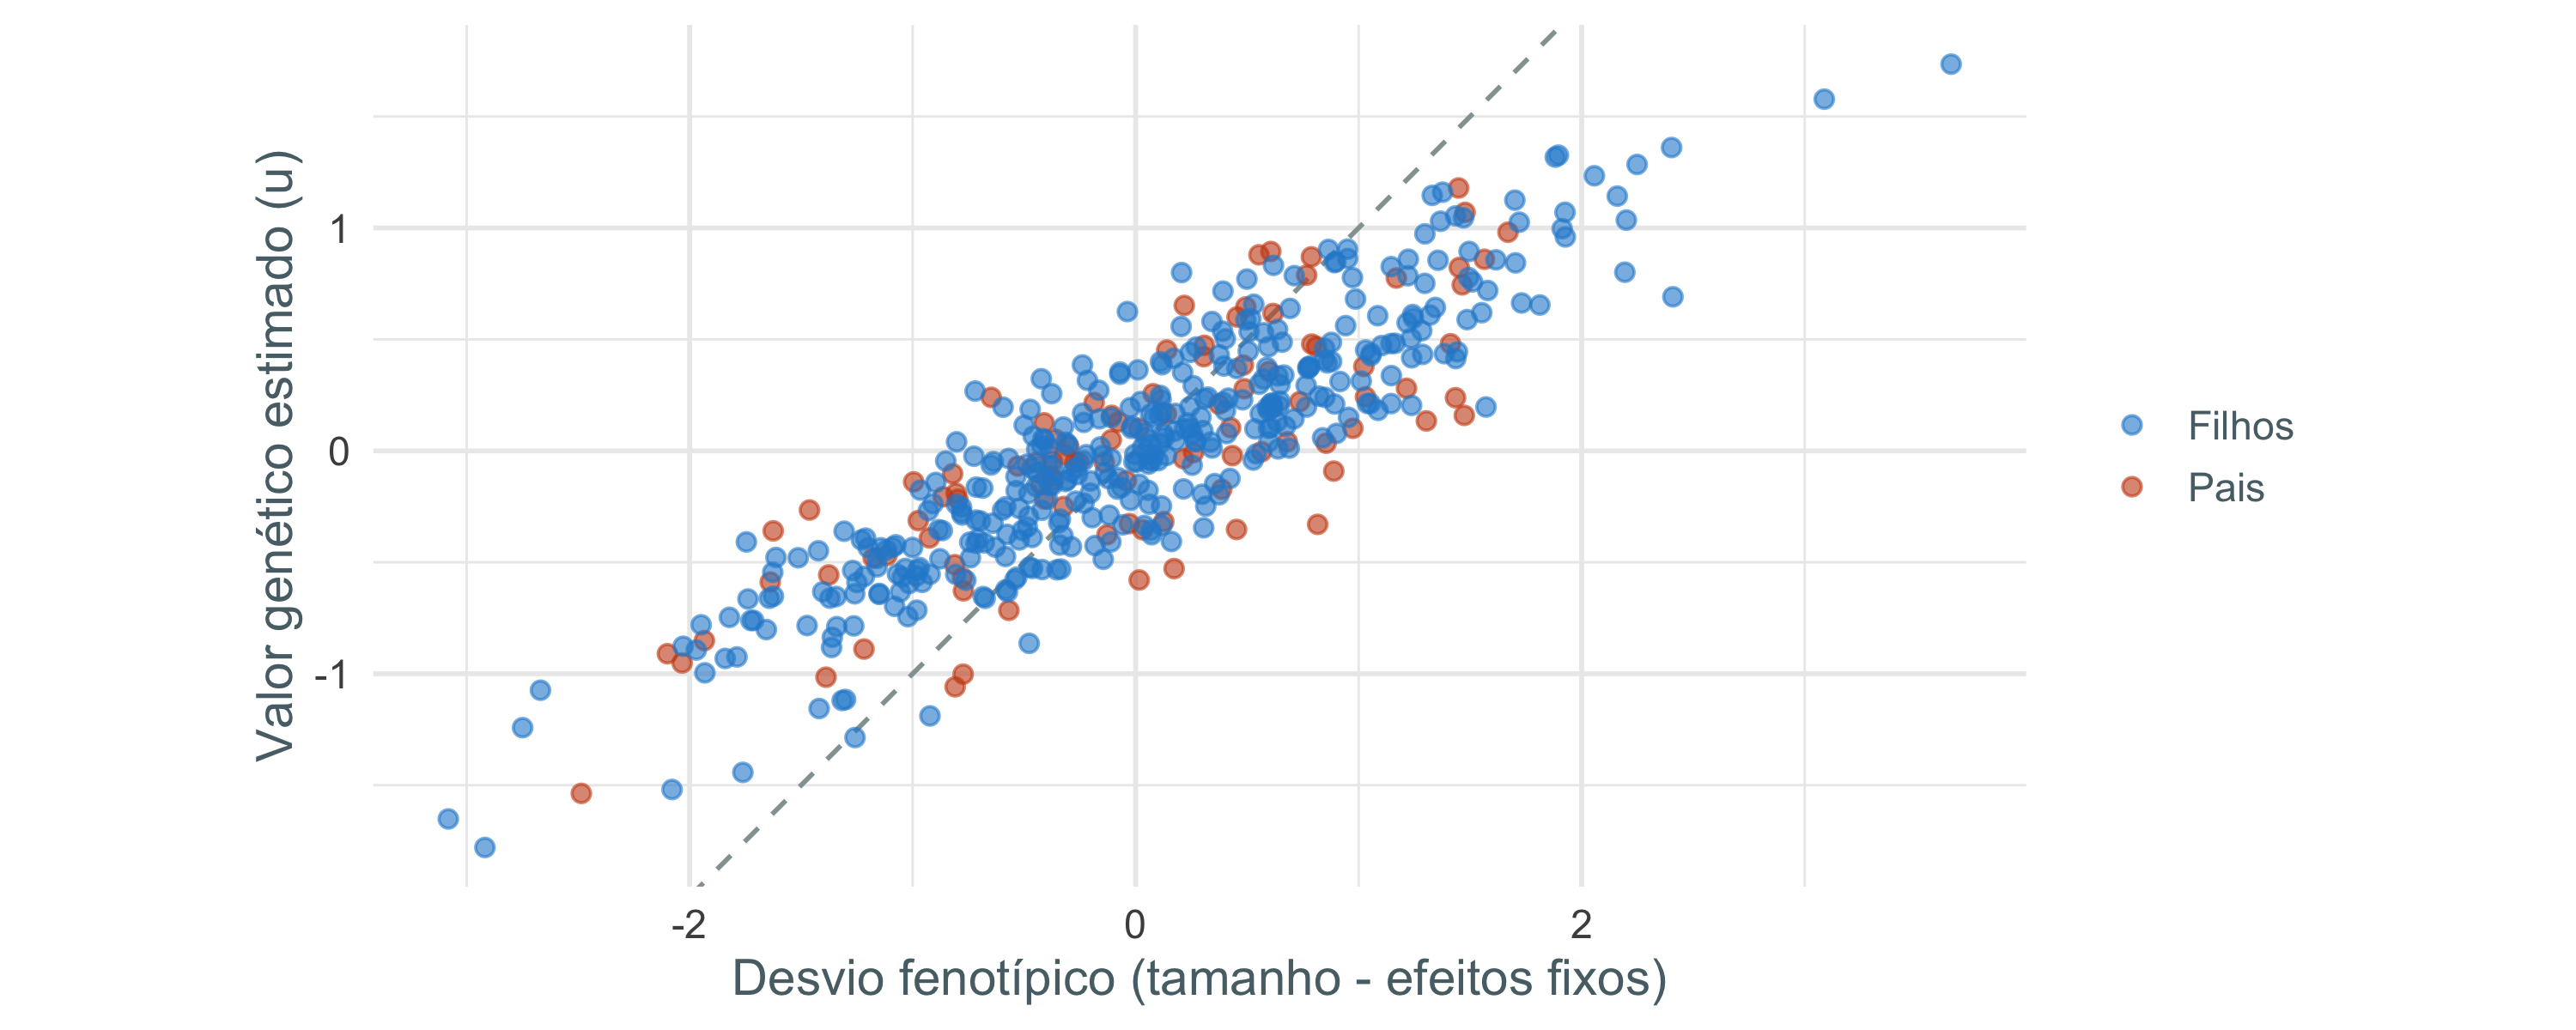 Valor genético estimado (u)
1
0
-1
-2
0
2
Desvio fenotípico (tamanho - efeitos fixos)
Filhos
Pais